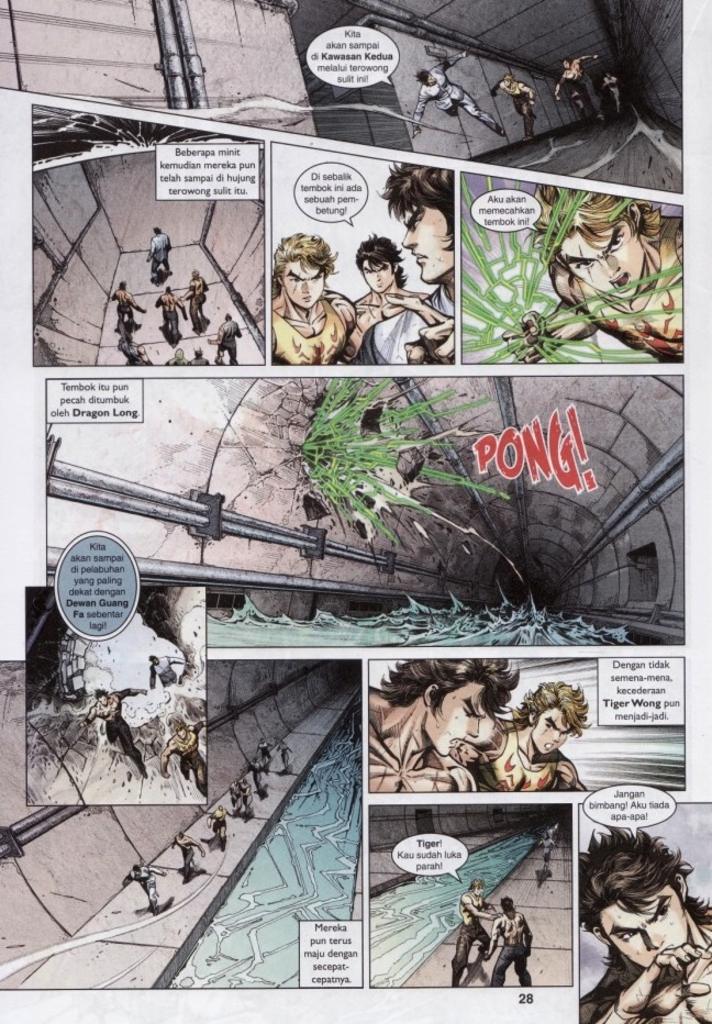 Kita
akan sampai
di Kawasan Kedua
melalui terowong
sulit ini!
Beberapa minit
kemudian mereka pun
telah sampai di hujung
terowong sulit itu.
Di sebalik
tembok ini ada
sebuah pem-
betung!
Aku akan
memecahkan
tembok ini!
Tembok itu pun
pecah ditumbuk
oleh Dragon Long.
PONG!
Kita
akan sampai
di pelabuhan
yang paling
dekat dengan
Dewan Guang
Fa sebentar
lagi!
Mereka
pun terus
maju dengan
secepat-
cepatnya.
Dengan tidak
semena-mena,
kecederaan
Tiger Wong pun
menjadi-jadi.
Tiger!
Kau sudah luka
parah!
Jangan
bimbang! Aku tiada
apa-apa!
28